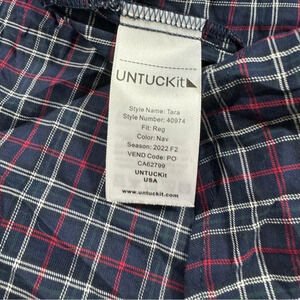 UNTUCKit
Style Name: Tara
Style Number: 40974
Fit: Reg
Color: Nav
Season: 2022 F2
VEND Code: PO
CA62799
UNTUCKit
USA
www.untuckit.com